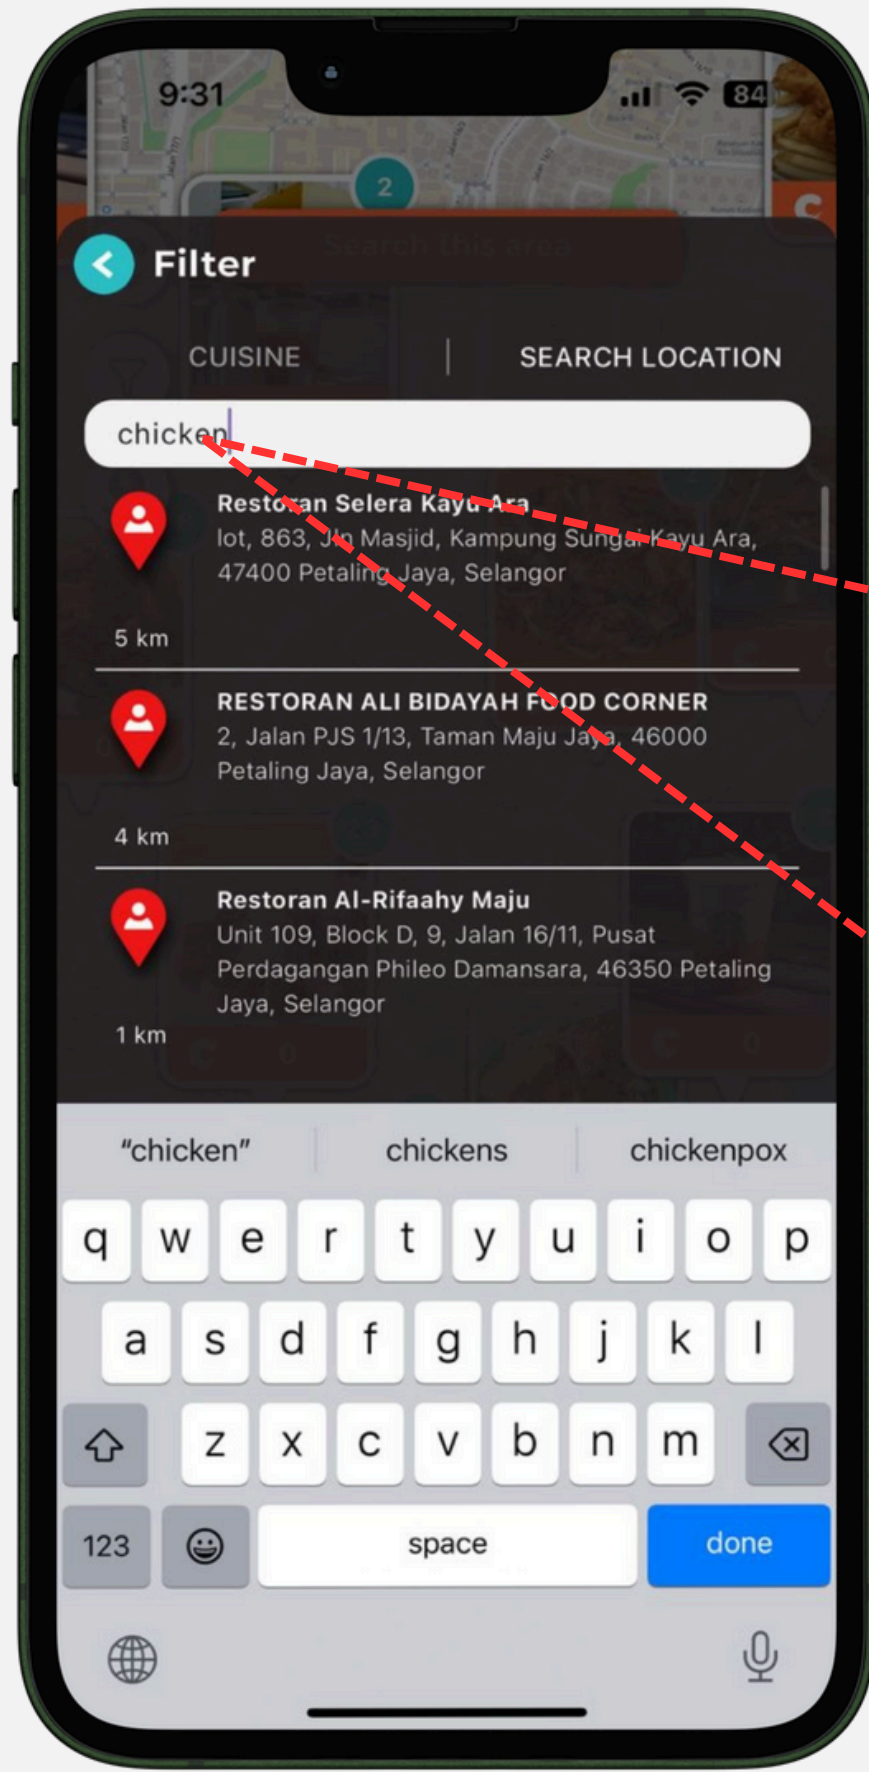 9:31
84
2
Search this area
Filter
CUISINE | SEARCH LOCATION
chicken
Restoran Selera Kayu Ara
lot, 863, Jln Masjid, Kampung Sungai Kayu Ara,
47400 Petaling Jaya, Selangor
5 km
RESTORAN ALI BIDAYAH FOOD CORNER
2, Jalan PJS 1/13, Taman Maju Jaya, 46000
Petaling Jaya, Selangor
4 km
Restoran Al-Rifaahy Maju
Unit 109, Block D, 9, Jalan 16/11, Pusat
Perdagangan Phileo Damansara, 46350 Petaling
Jaya, Selangor
1 km
“chicken” chickens chickenpox
q w e r t y u i o p
a s d f g h j k l
z x c v b n m
123 space done